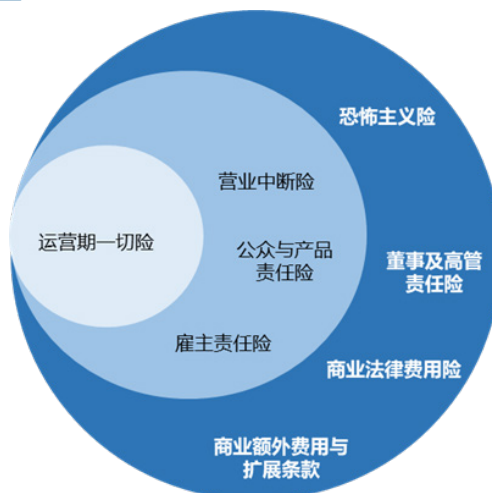 恐怖主义险
营业中断险
运营期一切险
公众与产品
责任险
董事及高管
责任险
雇主责任险
商业法律费用险
商业额外费用与
扩展条款